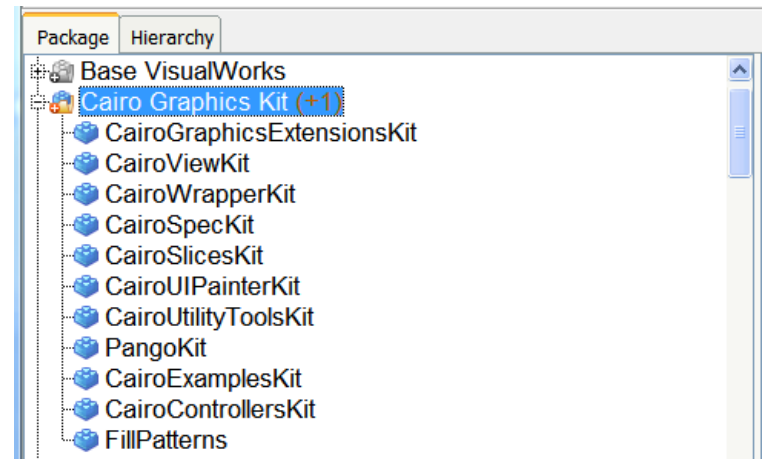 Package Hierarchy
Base VisualWorks
Cairo Graphics Kit (+1)
CairoGraphicsExtensionsKit
CairoViewKit
CairoWrapperKit
CairoSpecKit
CairoSlicesKit
CairoUIPainterKit
CairoUtilityToolsKit
PangoKit
CairoExamplesKit
CairoControllersKit
FillPatterns